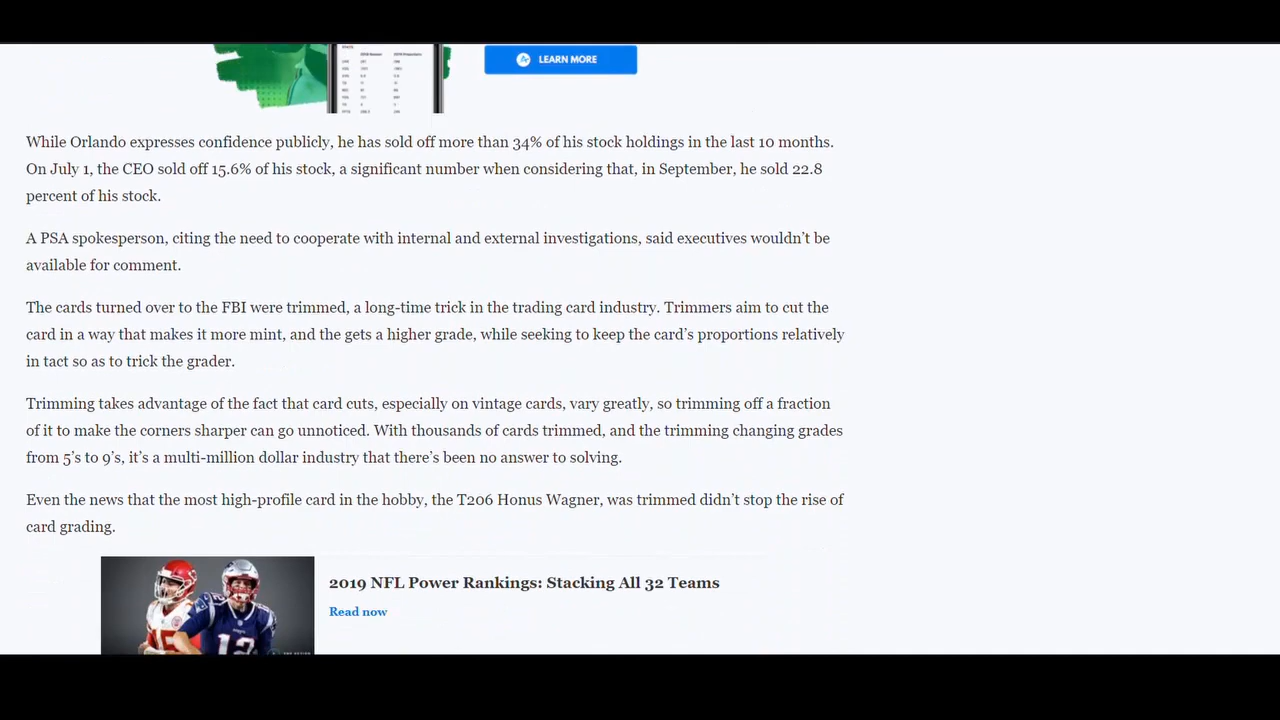 LEARN MORE
While Orlando expresses confidence publicly, he has sold off more than 34% of his stock holdings in the last 10 months.
On July 1, the CEO sold off 15.6% of his stock, a significant number when considering that, in September, he sold 22.8
percent of his stock.
A PSA spokesperson, citing the need to cooperate with internal and external investigations, said executives wouldn't be
available for comment.
The cards turned over to the FBI were trimmed, a long-time trick in the trading card industry. Trimmers aim to cut the
card in a way that makes it more mint, and the gets a higher grade, while seeking to keep the card's proportions relatively
in tact so as to trick the grader.
Trimming takes advantage of the fact that card cuts, especially on vintage cards, vary greatly, so trimming off a fraction
of it to make the corners sharper can go unnoticed. With thousands of cards trimmed, and the trimming changing grades
from 5's to 9's, it's a multi-million dollar industry that there's been no answer to solving.
Even the news that the most high-profile card in the hobby, the T206 Honus Wagner, was trimmed didn't stop the rise of
card grading.
2019 NFL Power Rankings: Stacking All 32 Teams
Read now